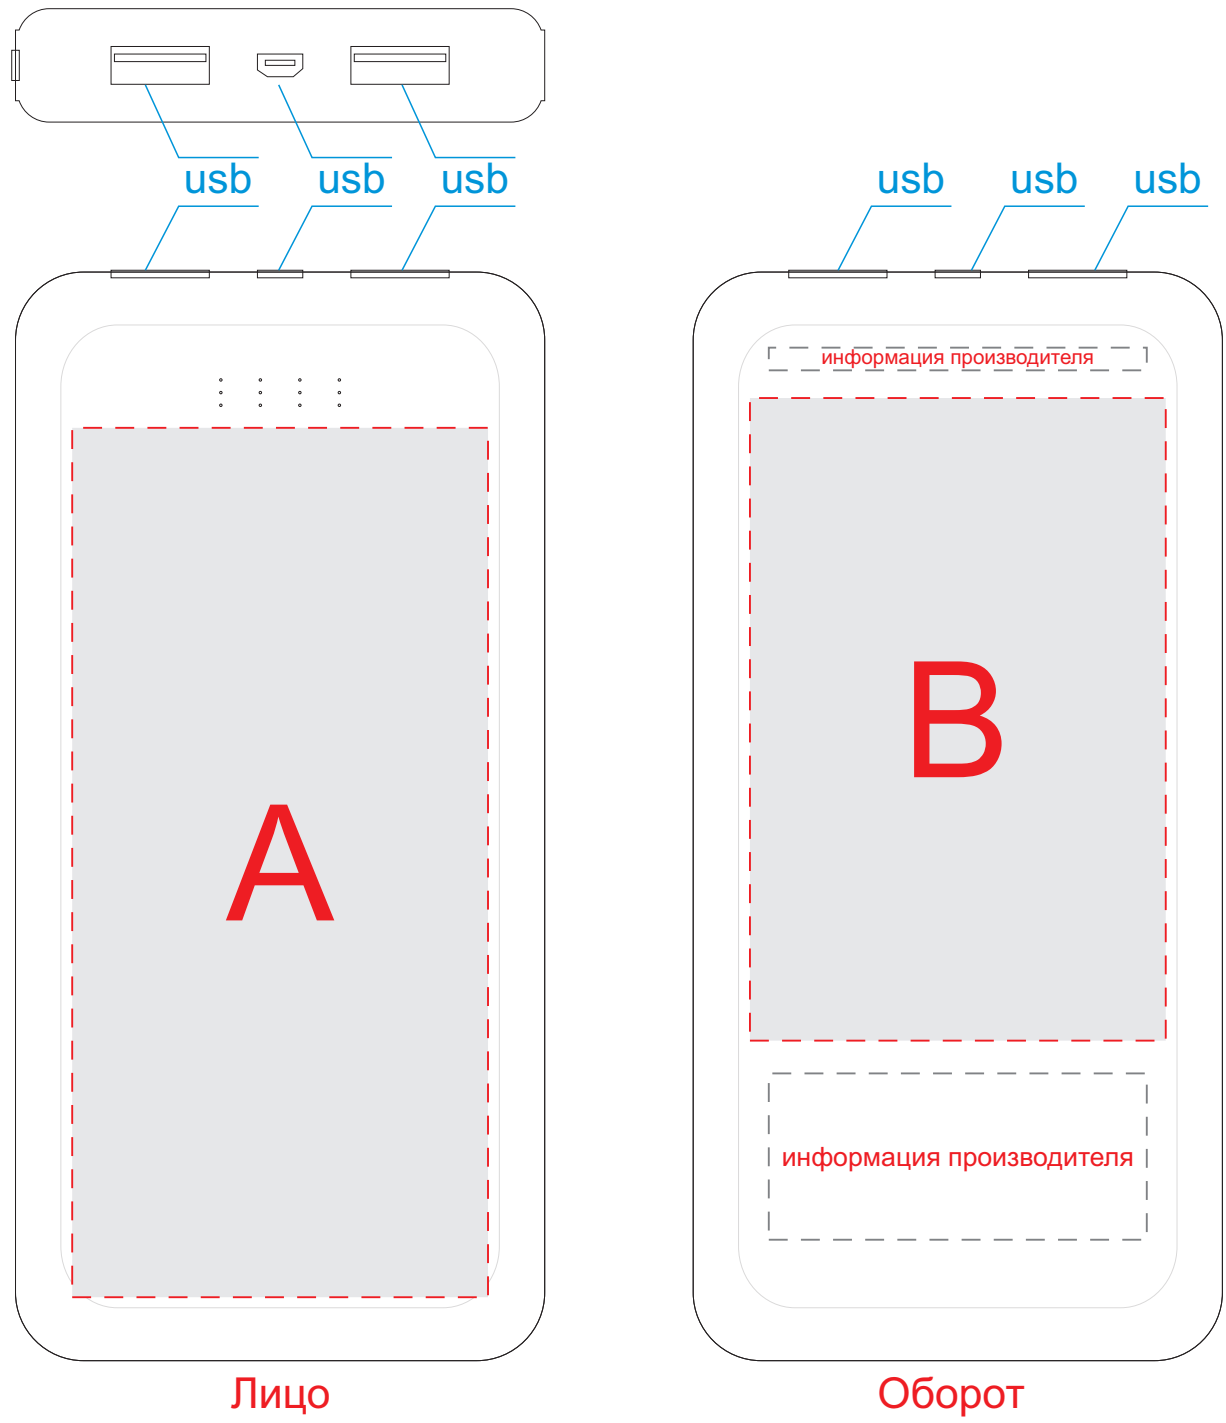 usb usb usb
usb usb usb
информация производителя
A
B
информация производителя
Лицо
Оборот